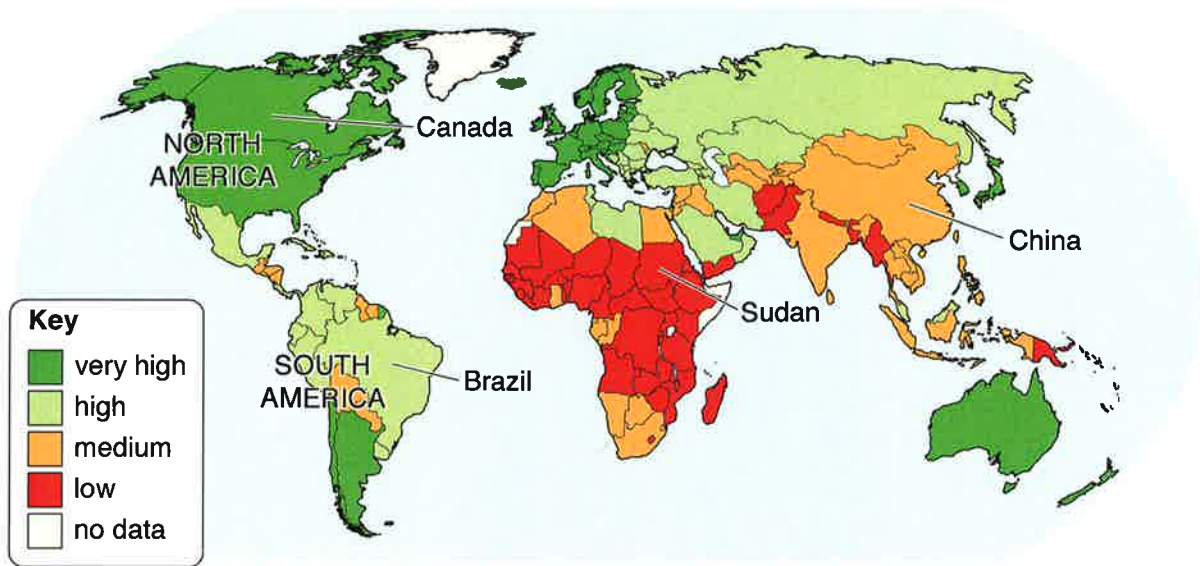 Canada
NORTH
AMERICA
China
Sudan
Key
very high
high
medium
low
no data
SOUTH
AMERICA
Brazil